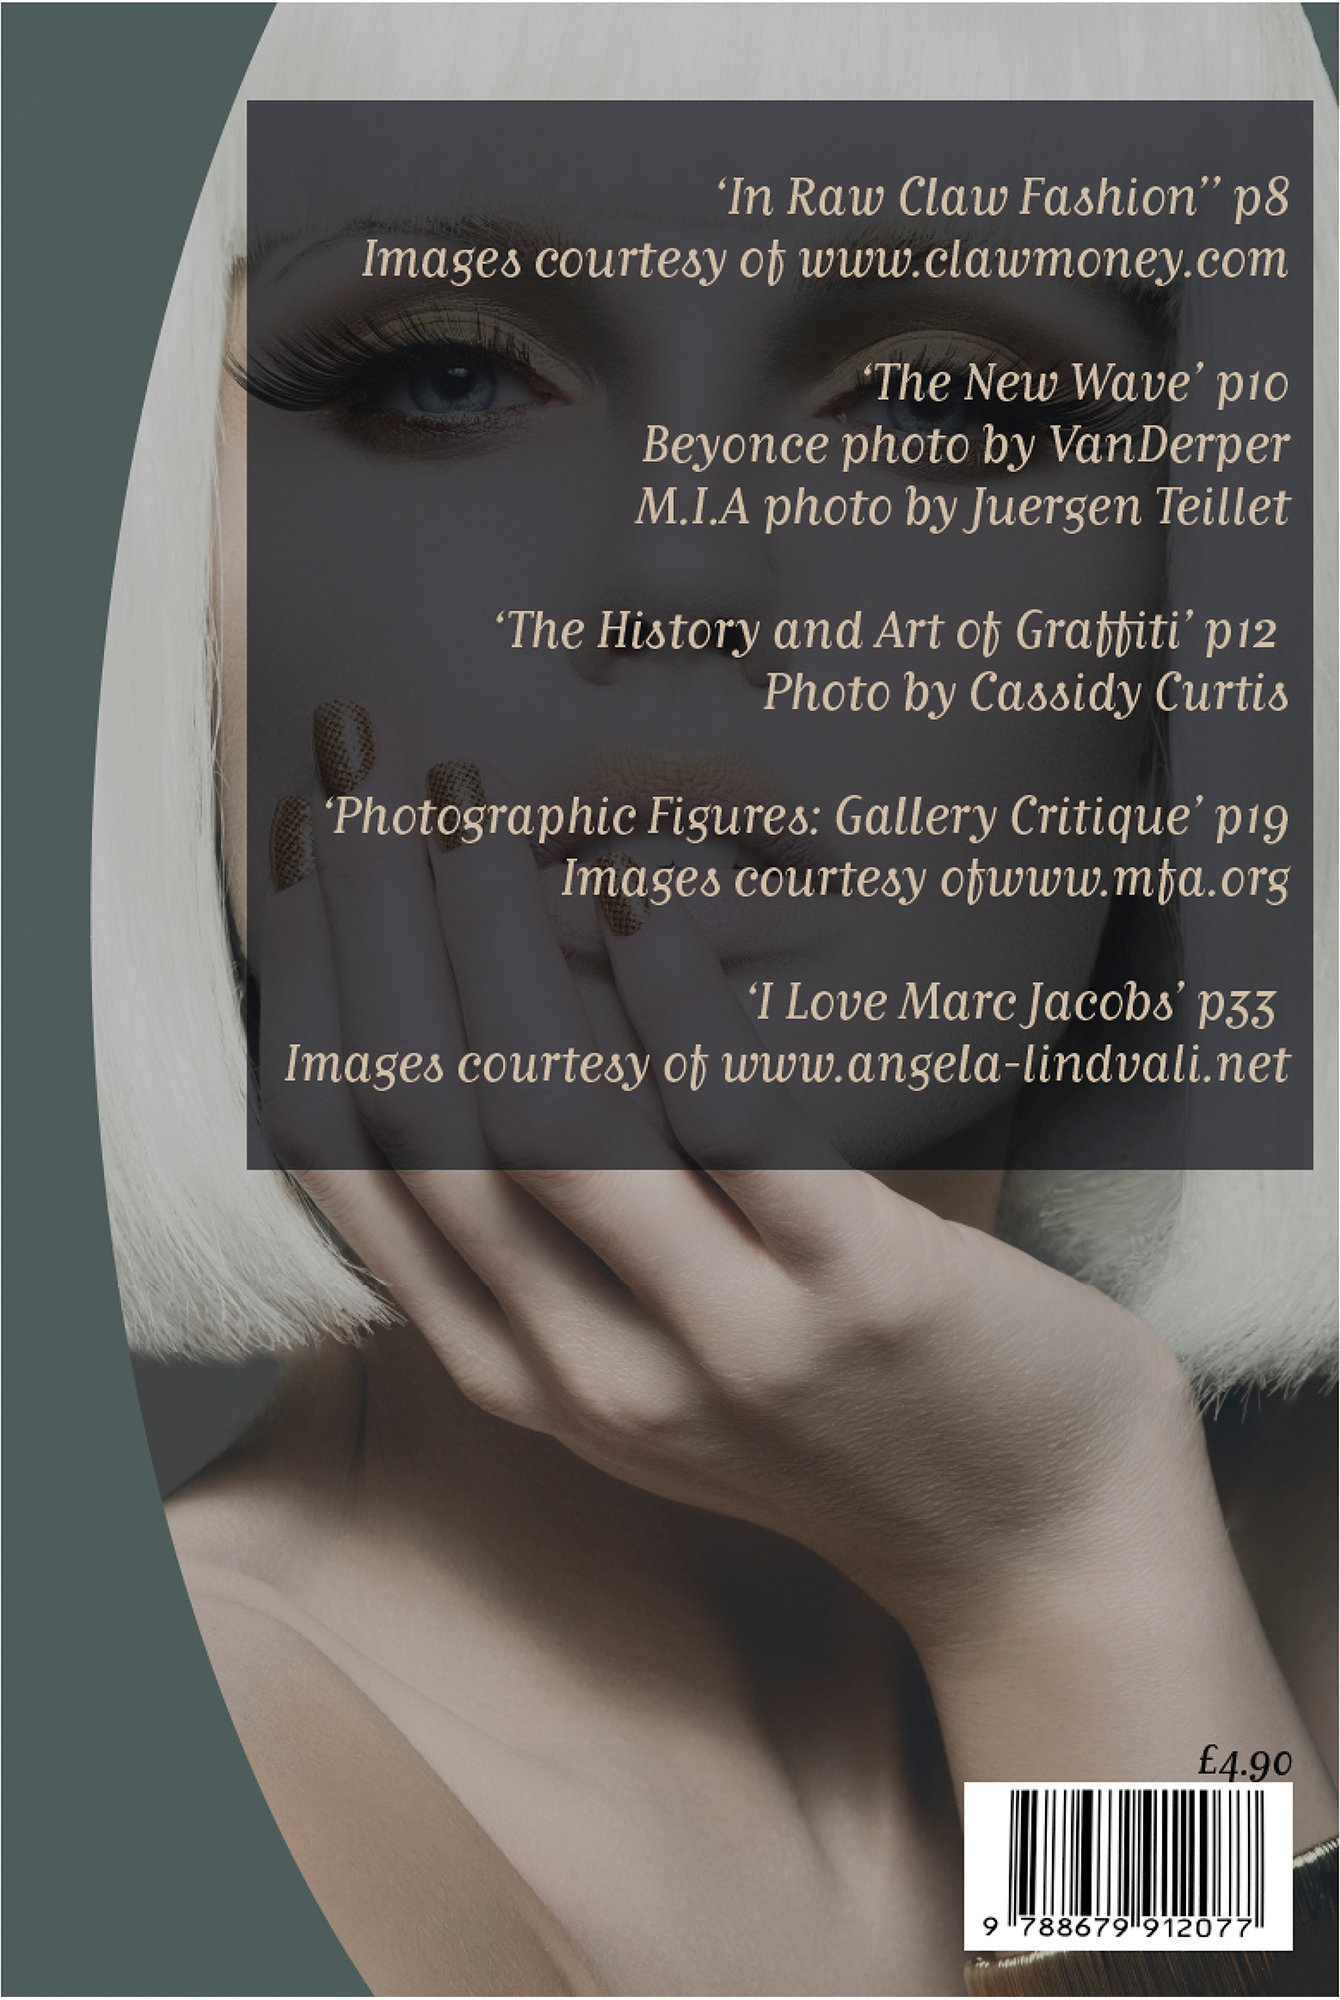 ‘In Raw Claw Fashion’’ p8
Images courtesy of www.clawmoney.com
‘The New Wave’ p10
Beyonce photo by VanDerper
M.I.A photo by Juergen Teillet
‘The History and Art of Graffiti’ p12
Photo by Cassidy Curtis
‘Photographic Figures: Gallery Critique’ p19
Images courtesy ofwww.mfa.org
‘I Love Marc Jacobs’ p33
Images courtesy of www.angela-lindvali.net
£4.90
9 788679 912077